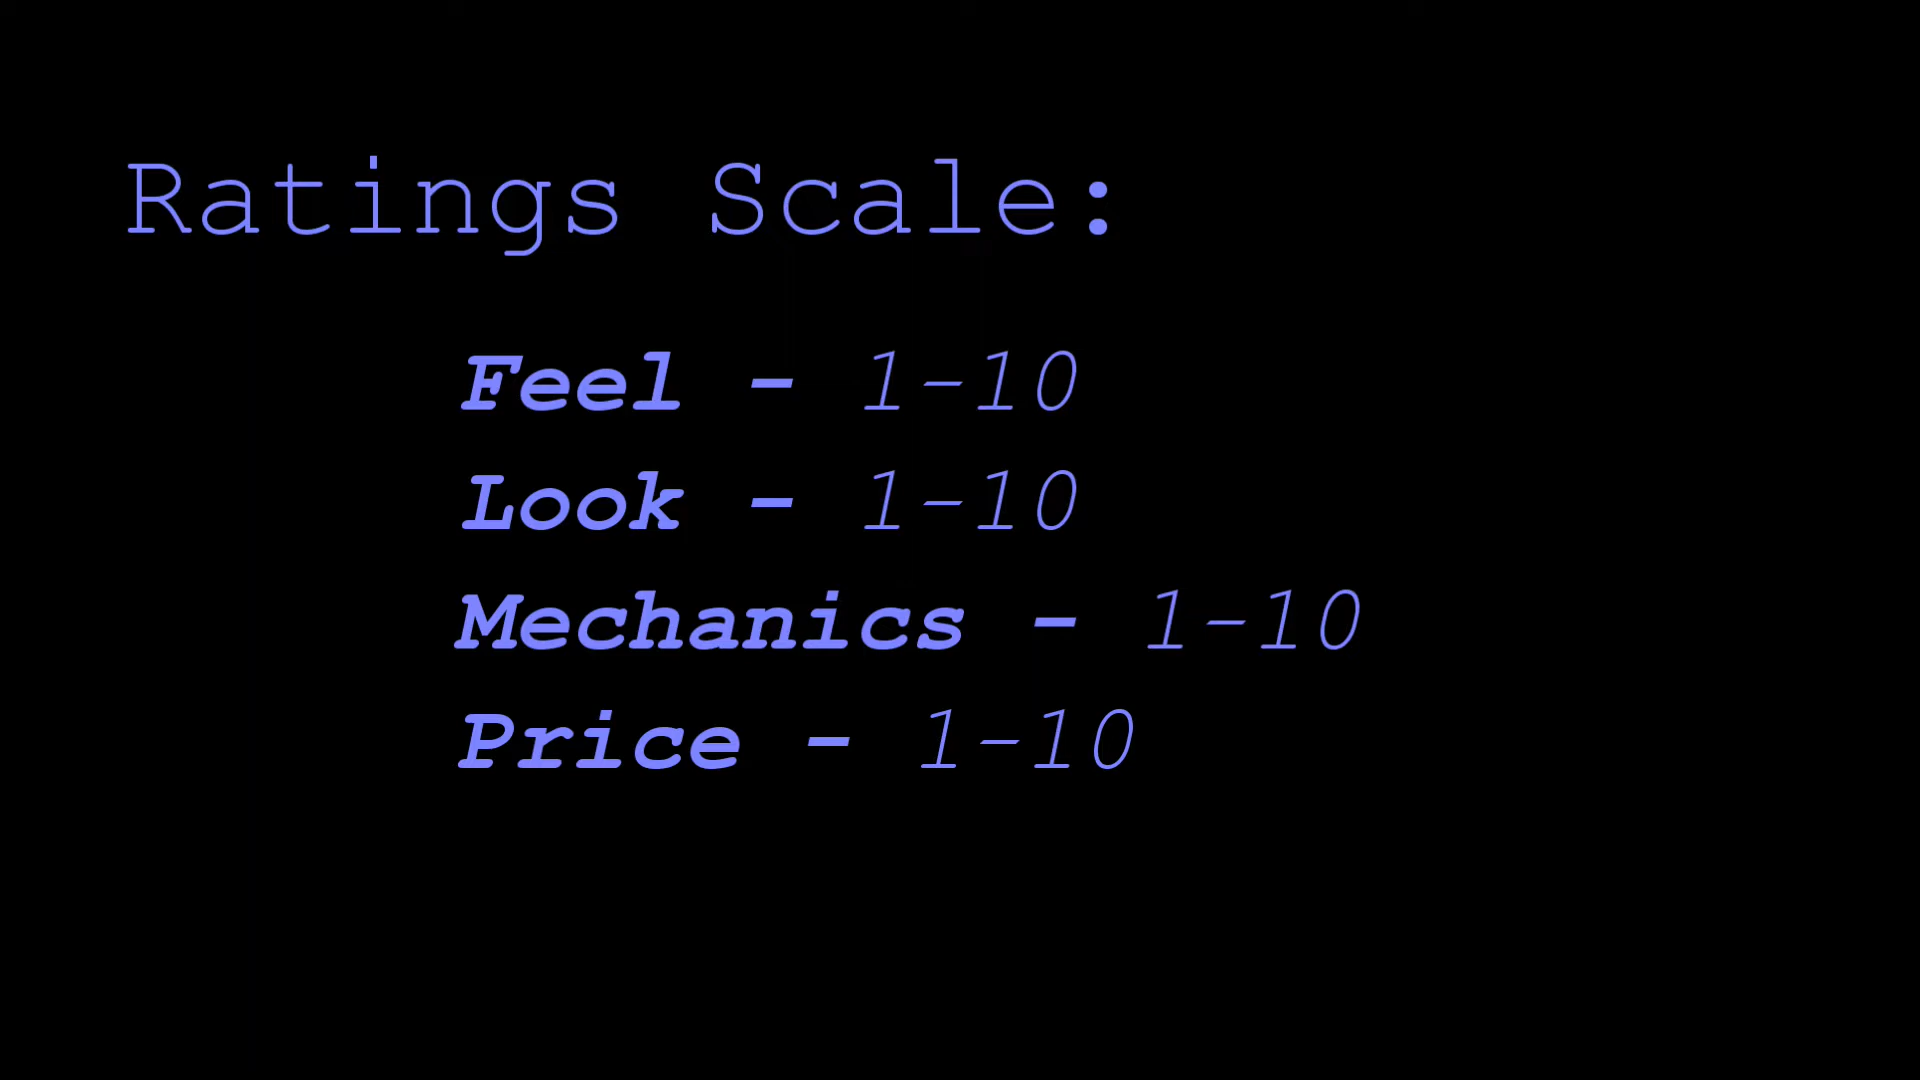 Ratings Scale:
Feel - 1-10
Look - 1-10
Mechanics - 1-10
Price - 1-10